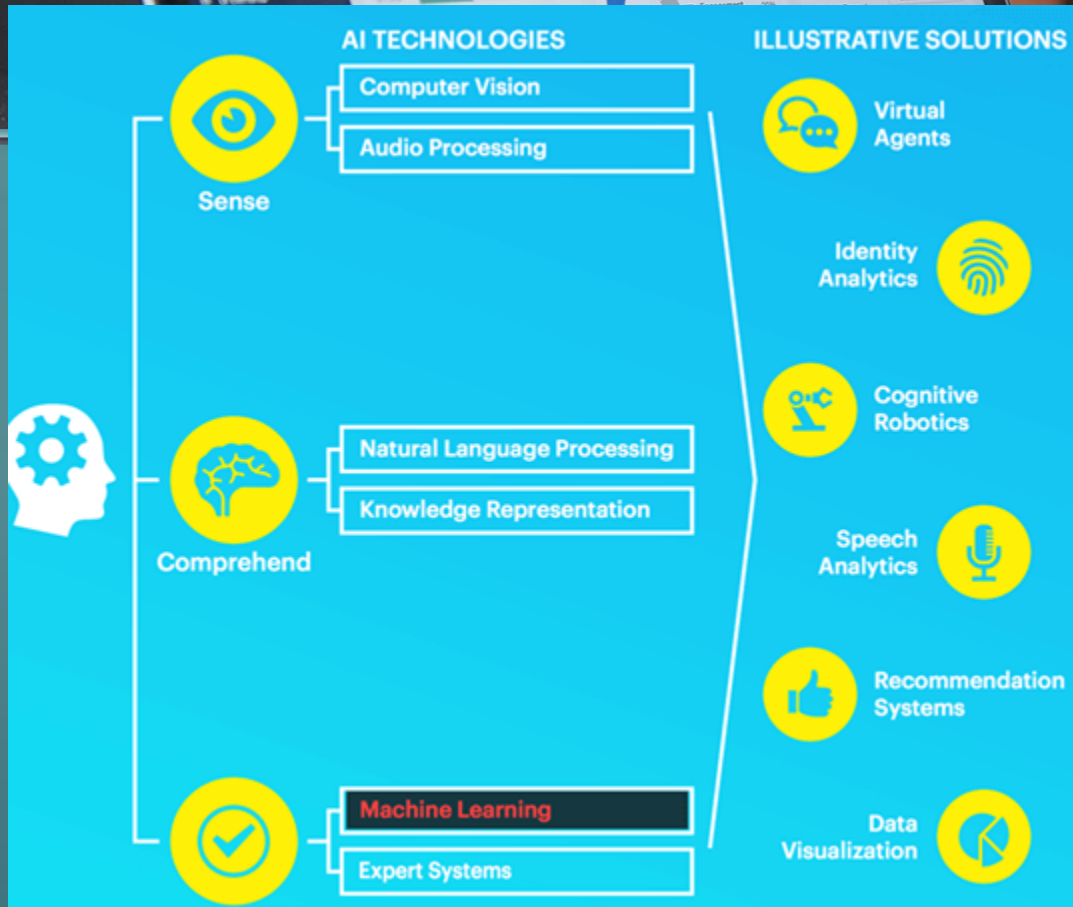 AI TECHNOLOGIES
ILLUSTRATIVE SOLUTIONS
Computer Vision
Audio Processing
Sense
Natural Language Processing
Knowledge Representation
Comprehend
Machine Learning
Expert Systems
Virtual
Agents
Identity
Analytics
Cognitive
Robotics
Speech
Analytics
Recommendation
Systems
Data
Visualization